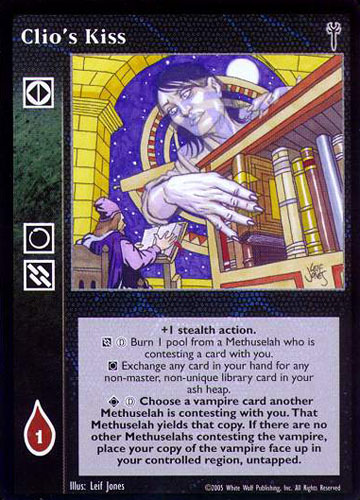 Clio's Kiss
LEIF
JONES
+1 stealth action.
D Burn 1 pool from a Methuselah who is
contesting a card with you.
Exchange any card in your hand for any
non-master, non-unique library card in your
ash heap.
D Choose a vampire card another
Methuselah is contesting with you. That
Methuselah yields that copy. If there are
no other Methuselahs contesting the vampire,
place your copy of the vampire face up in
your controlled region, untapped.
1
Illus: Leif Jones
©2005 White Wolf Publishing, Inc. All Rights Reserved